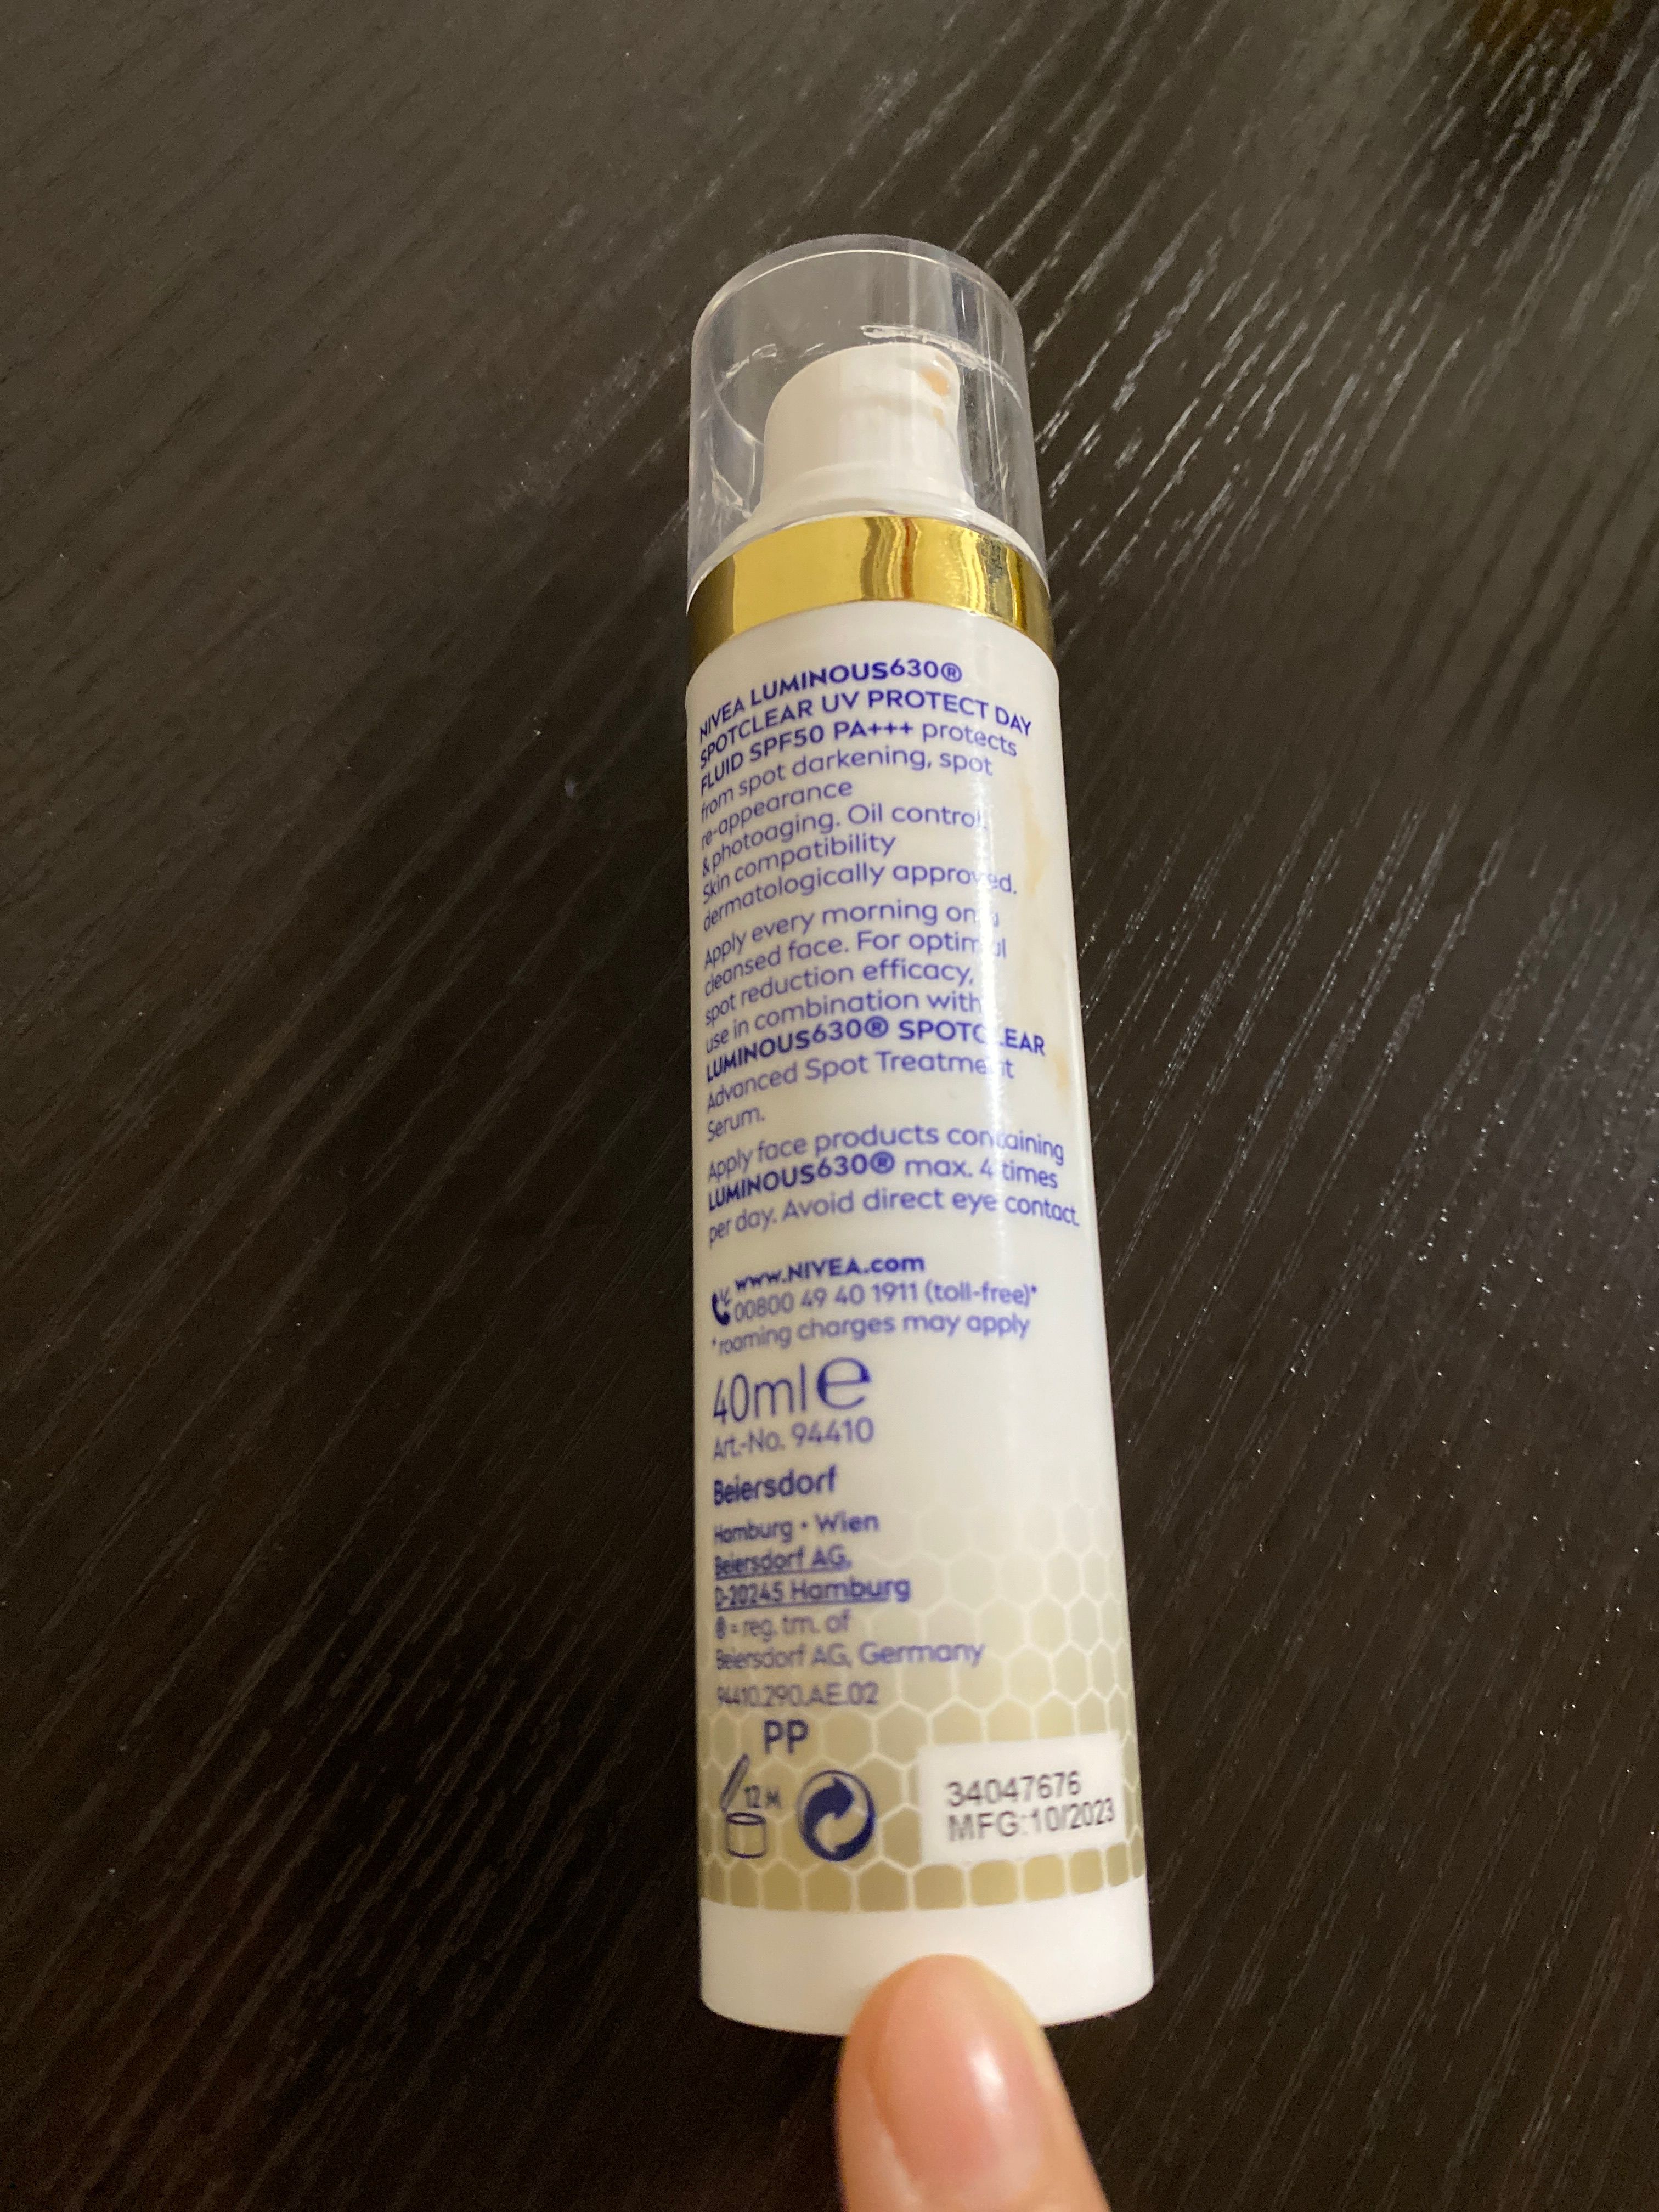 NIVEA LUMINOUS630®
SPOTCLEAR UV PROTECT DAY
FLUID SPF50 PA+++ protects
from spot darkening, spot
re-appearance
& photoaging. Oil control.
Skin compatibility
dermatologically approved.
Apply every morning on a
cleansed face. For optimal
spot reduction efficacy,
use in combination with
LUMINOUS630® SPOTCLEAR
Advanced Spot Treatment
Serum.
Apply face products containing
LUMINOUS630® max. 4 times
per day. Avoid direct eye contact.
www.NIVEA.com
00800 49 40 1911 (toll-free)*
*roaming charges may apply
40ml e
Art.-No. 94410
Beiersdorf
Hamburg • Wien
Beiersdorf AG,
D-20245 Hamburg
® = reg. tm. of
Beiersdorf AG, Germany
94410.290.AE.02
PP
12 M
34047676
MFG:10/2023